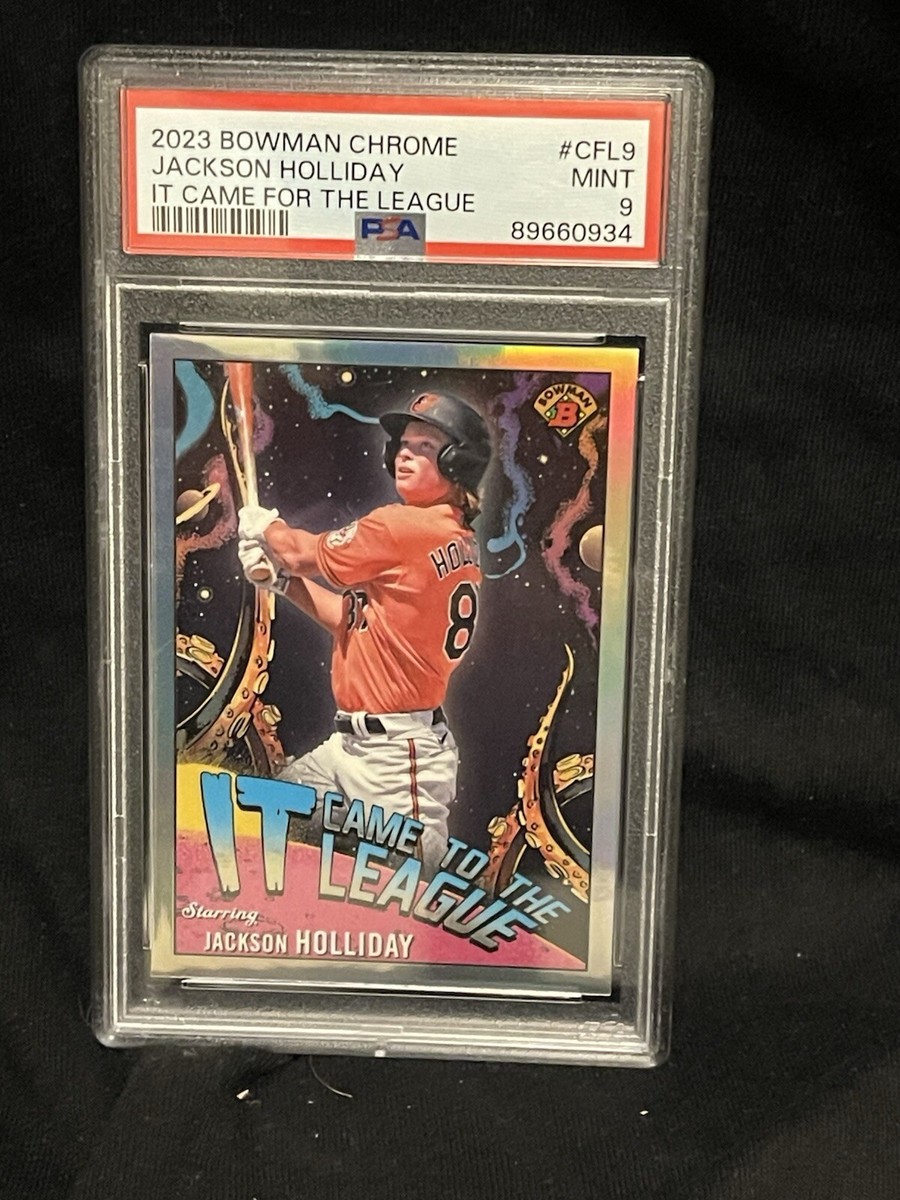 2023 BOWMAN CHROME #CFL9
JACKSON HOLLIDAY MINT
IT CAME FOR THE LEAGUE 9
PSA 89660934
BOWMAN
B
8
IT CAME TO THE
LEAGUE
Starring
JACKSON HOLLIDAY